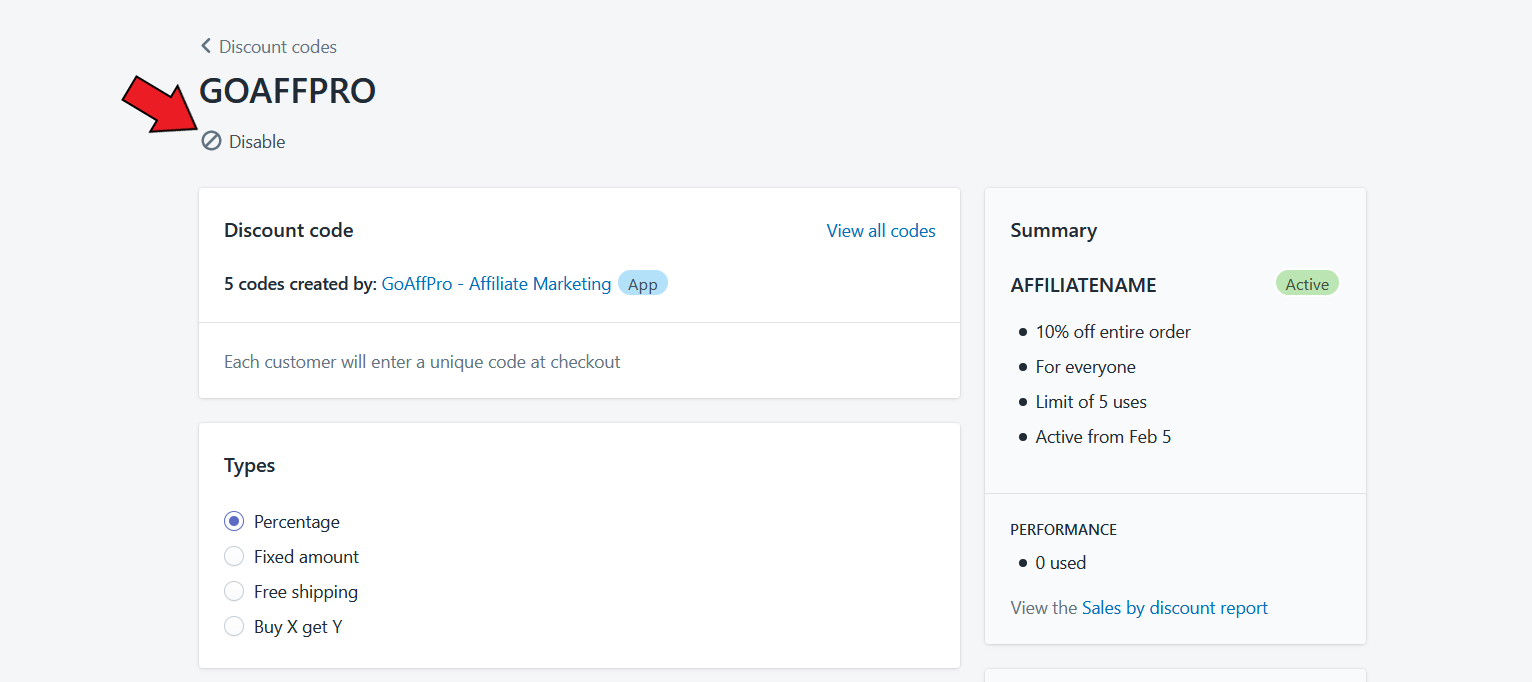 Discount codes
GOAFFPRO
Disable
Discount code
View all codes
5 codes created by: GoAffPro - Affiliate Marketing App
Each customer will enter a unique code at checkout
Types
Percentage
Fixed amount
Free shipping
Buy X get Y
Summary
AFFILIATENAME
Active
10% off entire order
For everyone
Limit of 5 uses
Active from Feb 5
PERFORMANCE
0 used
View the Sales by discount report